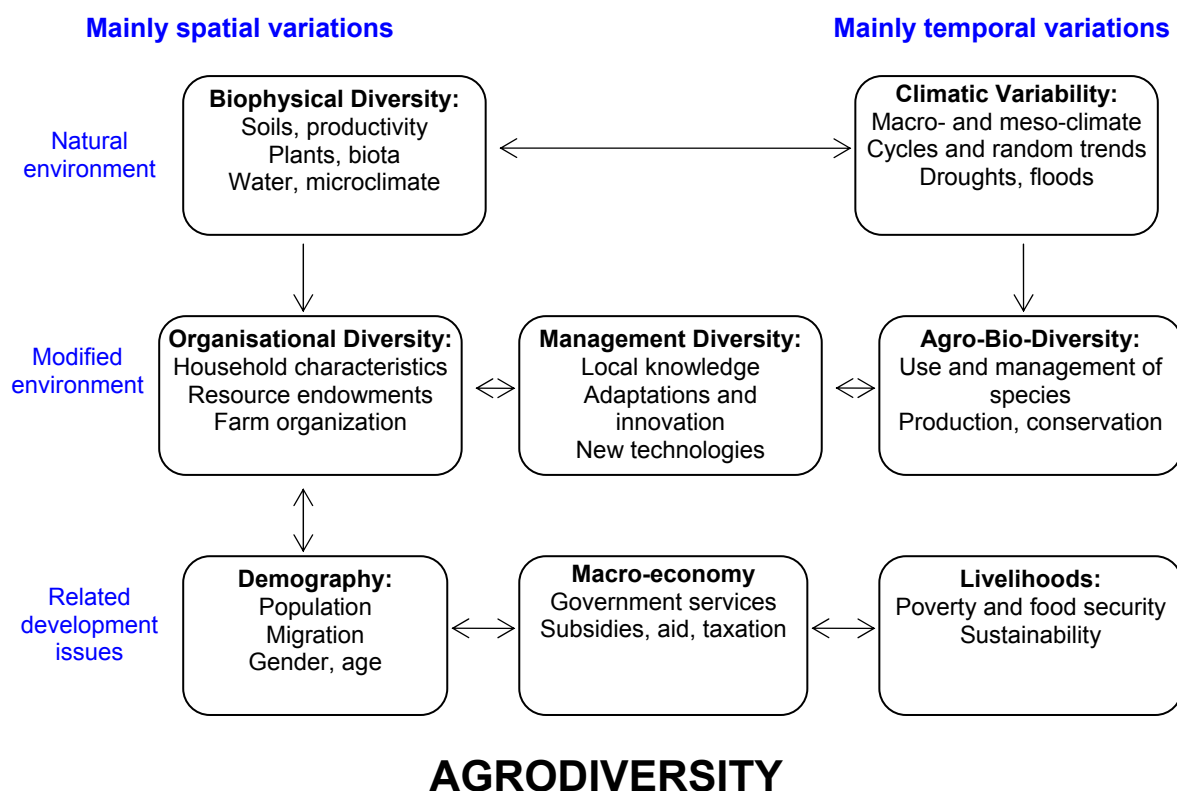 Mainly spatial variations
Mainly temporal variations
Natural
environment
Biophysical Diversity:
Soils, productivity
Plants, biota
Water, microclimate
Climatic Variability:
Macro- and meso-climate
Cycles and random trends
Droughts, floods
Modified
environment
Organisational Diversity:
Household characteristics
Resource endowments
Farm organization
Management Diversity:
Local knowledge
Adaptations and
innovation
New technologies
Agro-Bio-Diversity:
Use and management of
species
Production, conservation
Related
development
issues
Demography:
Population
Migration
Gender, age
Macro-economy
Government services
Subsidies, aid, taxation
Livelihoods:
Poverty and food security
Sustainability
AGRODIVERSITY